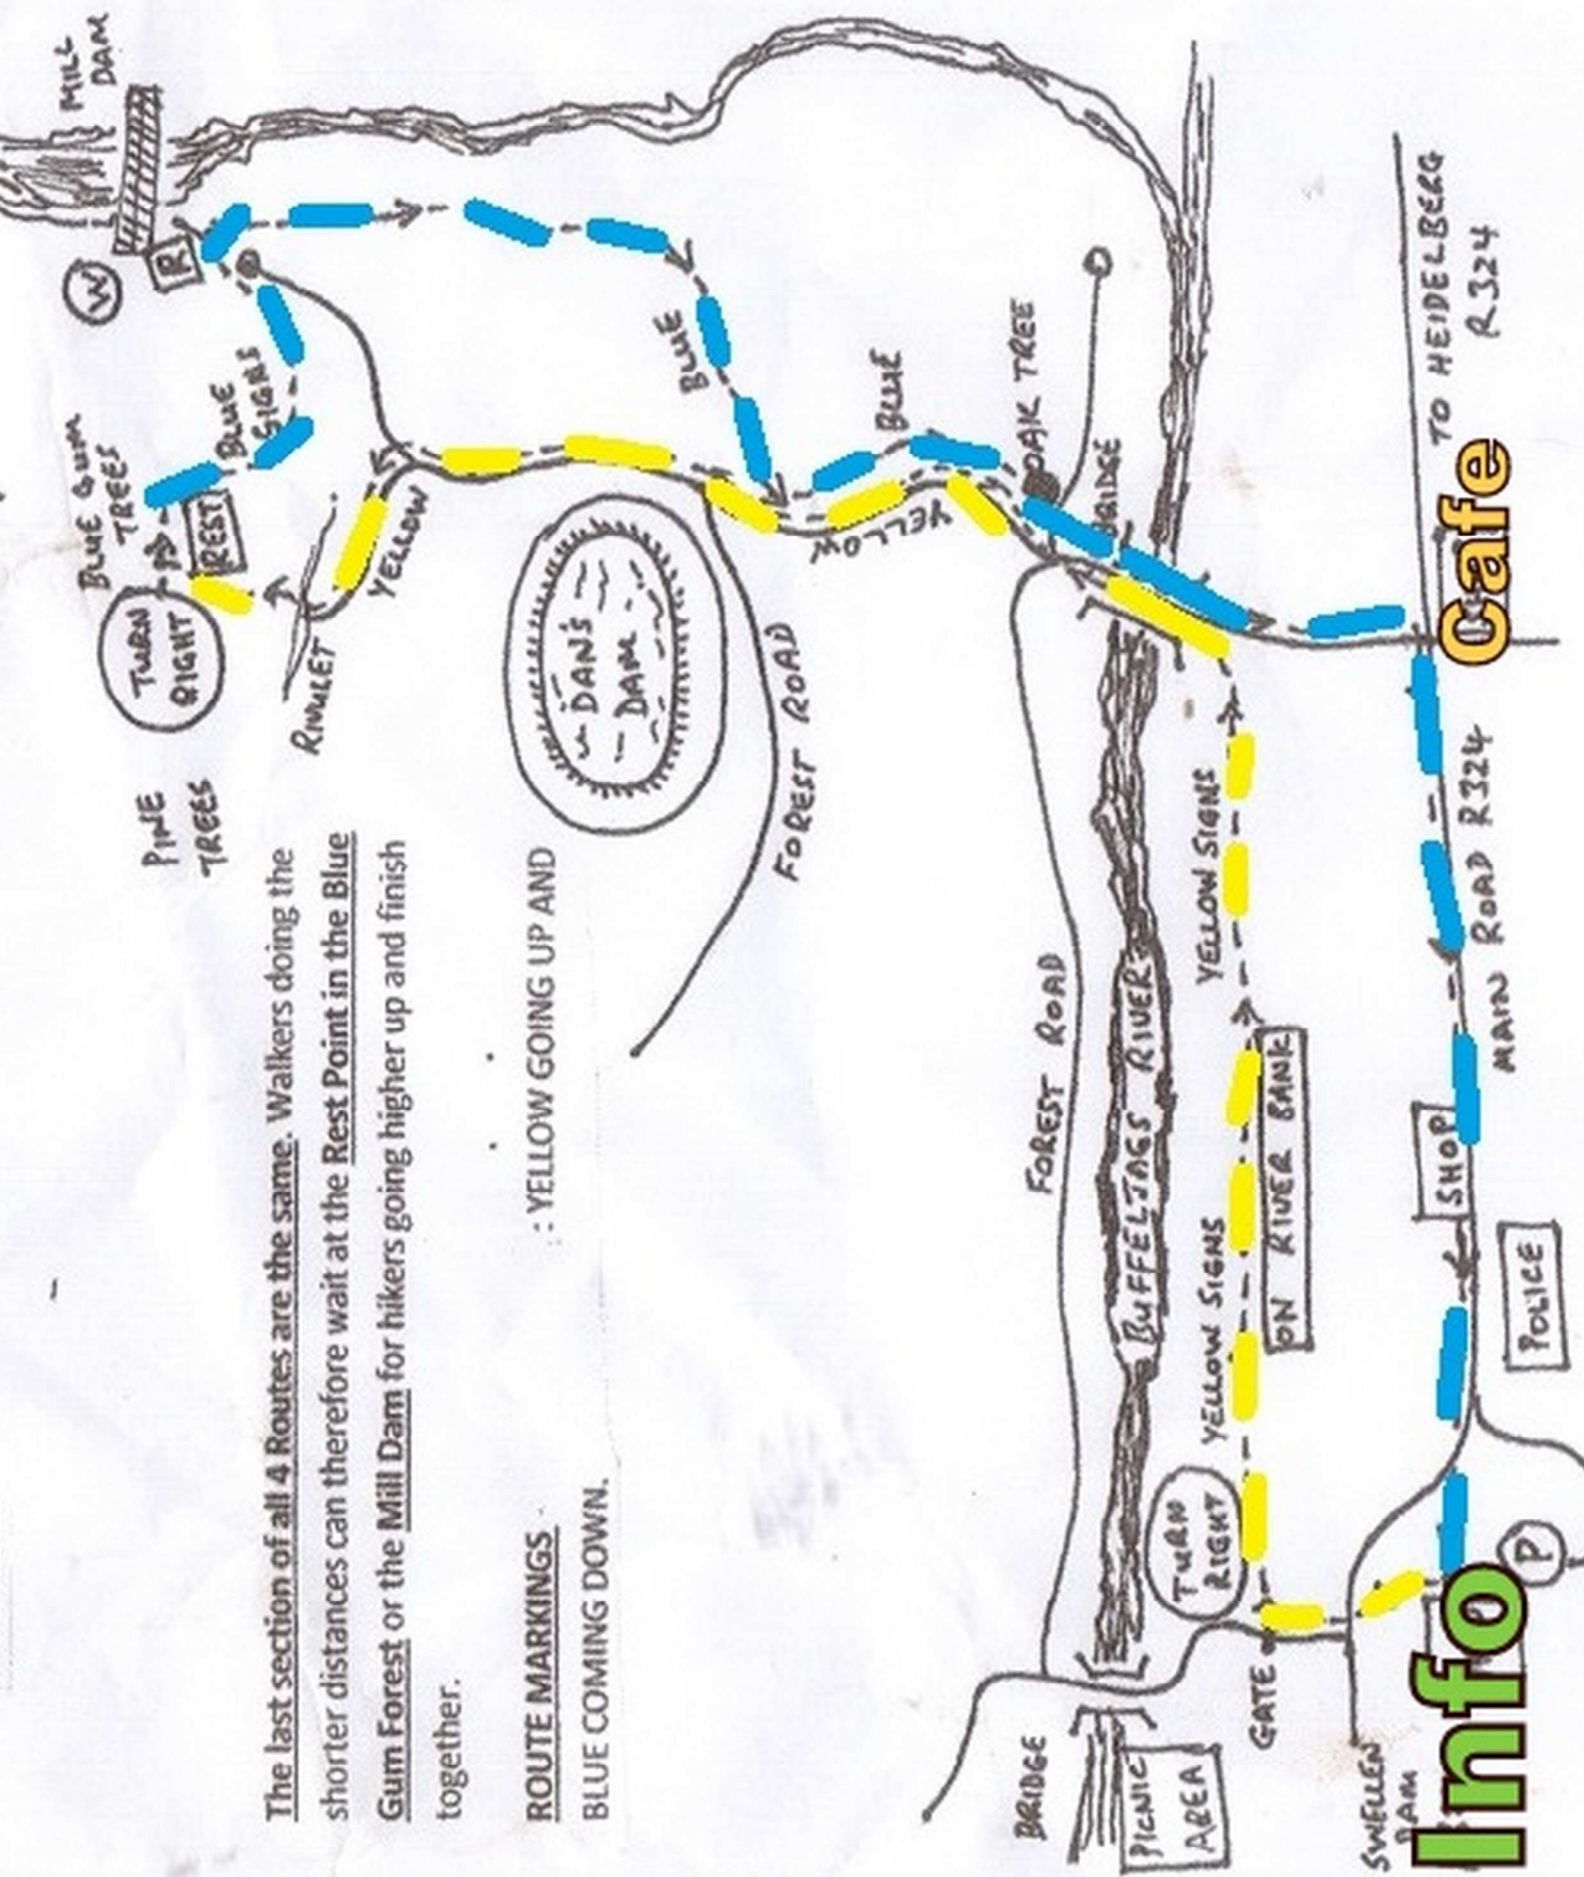 The last section of all 4 Routes are the same. Walkers doing the
shorter distances can therefore wait at the Rest Point in the Blue
Gum Forest or the Mill Dam for hikers going higher up and finish
together.
ROUTE MARKINGS : : YELLOW GOING UP AND
BLUE COMING DOWN.
PINE
TREES
TURN
RIGHT
BLUE GUM
TREES
REST
BLUE
SIGNS
W
R
MILL
DAM
RIVULET
YELLOW
DAN'S
DAM
FOREST ROAD
BLUE
BLUE
YELLOW
OAK TREE
BRIDGE
FOREST ROAD
BUFFELJAGS RIVER
BRIDGE
PICNIC
AREA
TURN
RIGHT
YELLOW SIGNS
YELLOW SIGNS
ON RIVER BANK
GATE
SWELLEN
DAM
Info
P
POLICE
SHOP
MAIN ROAD R324
Cafe
TO HEIDELBERG
R324